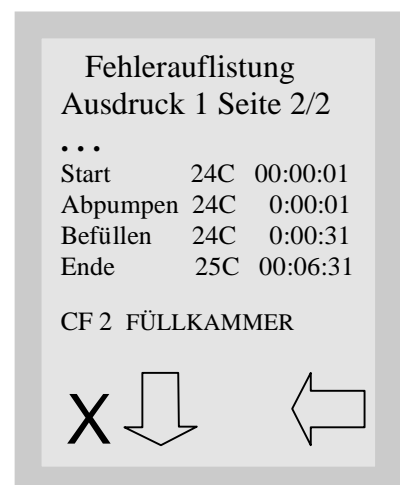 Fehlerauflistung
Ausdruck 1 Seite 2/2
...
Start 24C 00:00:01
Abpumpen 24C 0:00:01
Befüllen 24C 0:00:31
Ende 25C 00:06:31
CF 2 FÜLLKAMMER
X